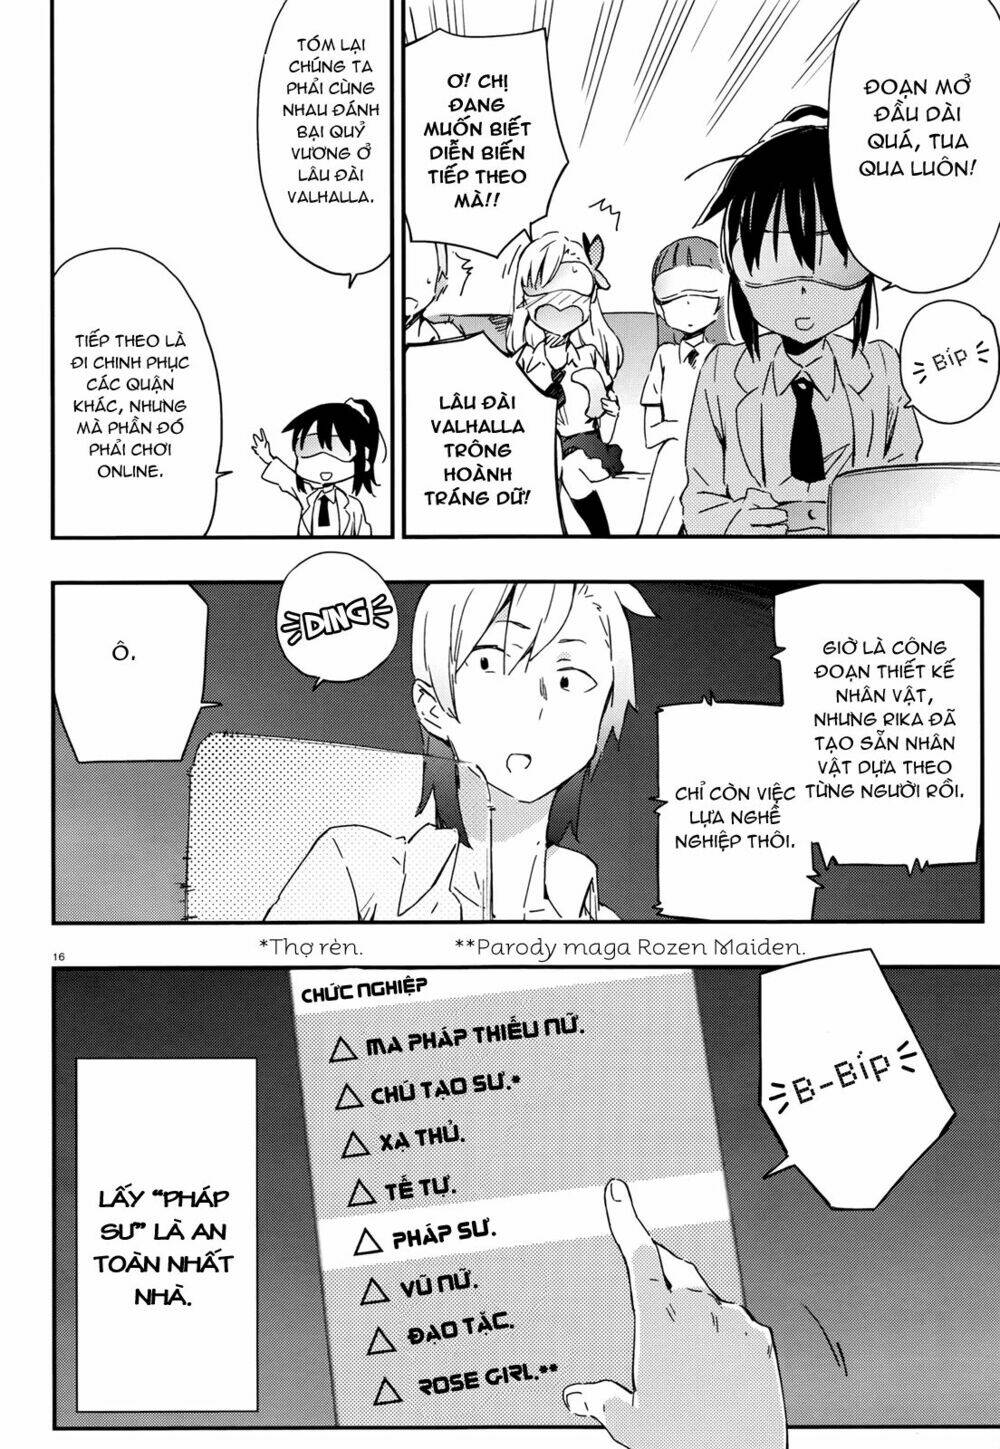 ĐOẠN MỞ
ĐẦU DÀI
QUÁ, TUA
QUA LUÔN!
BÍP
Ơ! CHỊ
ĐANG
MUỐN BIẾT
DIỄN BIẾN
TIẾP THEO
MÀ!!
LÂU ĐÀI
VALHALLA
TRÔNG
HOÀNH
TRÁNG DỮ!
TÓM LẠI
CHÚNG TA
PHẢI CÙNG
NHAU ĐÁNH
BẠI QUỶ
VƯƠNG Ở
LÂU ĐÀI
VALHALLA.
TIẾP THEO LÀ
ĐI CHINH PHỤC
CÁC QUẬN
KHÁC, NHƯNG
MÀ PHẦN ĐÓ
PHẢI CHƠI
ONLINE.
GIỜ LÀ CÔNG
ĐOẠN THIẾT KẾ
NHÂN VẬT,
NHƯNG RIKA ĐÃ
TẠO SẴN NHÂN
VẬT DỰA THEO
TỪNG NGƯỜI RỒI.
CHỈ CÒN VIỆC
LỰA NGHỀ
NGHIỆP THÔI.
DING
Ô.
*Thợ rèn.
**Parody maga Rozen Maiden.
16
B-BÍP
CHỨC NGHIỆP
△ MA PHÁP THIẾU NỮ.
△ CHÚ TẠO SƯ.*
△ XẠ THỦ.
△ TẾ TỰ.
△ PHÁP SƯ.
△ VŨ NỮ.
△ ĐẠO TẶC.
△ ROSE GIRL.**
LẤY “PHÁP
SƯ” LÀ AN
TOÀN NHẤT
NHÀ.